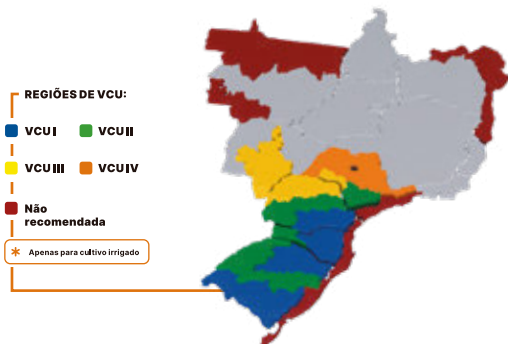 REGIÕES DE VCU:
VCU I VCU II
VCU III VCU IV
Não
recomendada
* Apenas para cultivo irrigado